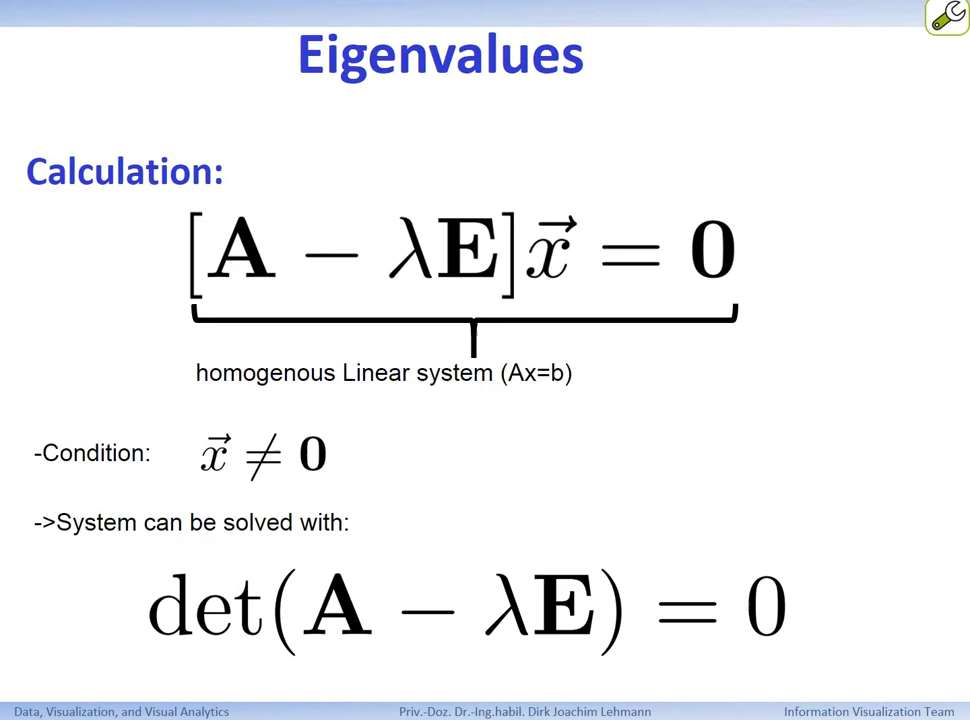 Eigenvalues
Calculation:
[A − λE]x⃗ = 0
homogenous Linear system (Ax=b)
-Condition: x⃗ ≠ 0
->System can be solved with:
det(A − λE) = 0
Data, Visualization, and Visual Analytics Priv.-Doz. Dr.-Ing.habil. Dirk Joachim Lehmann Information Visualization Team